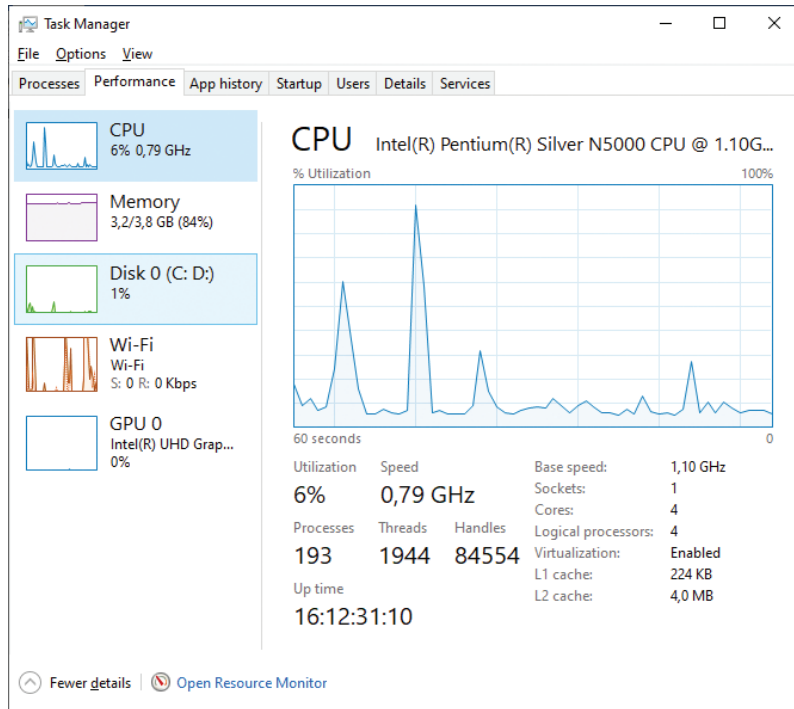 Task Manager
File Options View
Processes Performance App history Startup Users Details Services
CPU
6% 0,79 GHz
Memory
3,2/3,8 GB (84%)
Disk 0 (C: D:)
1%
Wi-Fi
Wi-Fi
S: 0 R: 0 Kbps
GPU 0
Intel(R) UHD Grap...
0%
CPU Intel(R) Pentium(R) Silver N5000 CPU @ 1.10G...
% Utilization 100%
60 seconds 0
Utilization Speed
6% 0,79 GHz
Processes Threads Handles
193 1944 84554
Up time
16:12:31:10
Base speed: 1,10 GHz
Sockets: 1
Cores: 4
Logical processors: 4
Virtualization: Enabled
L1 cache: 224 KB
L2 cache: 4,0 MB
Fewer details Open Resource Monitor